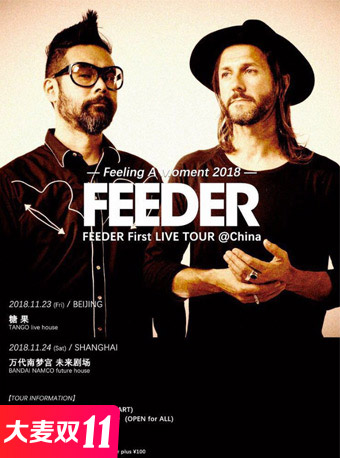 — Feeling A Moment 2018 —
FEEDER
FEEDER First LIVE TOUR @China
2018.11.23 (Fri) / BEIJING
糖 果
TANGO live house
2018.11.24 (Sat) / SHANGHAI
万代南梦宫 未来剧场
BANDAI NAMCO future house
【TOUR INFORMATION】
ART)
(OPEN for ALL)
大麦双11
plus ¥100